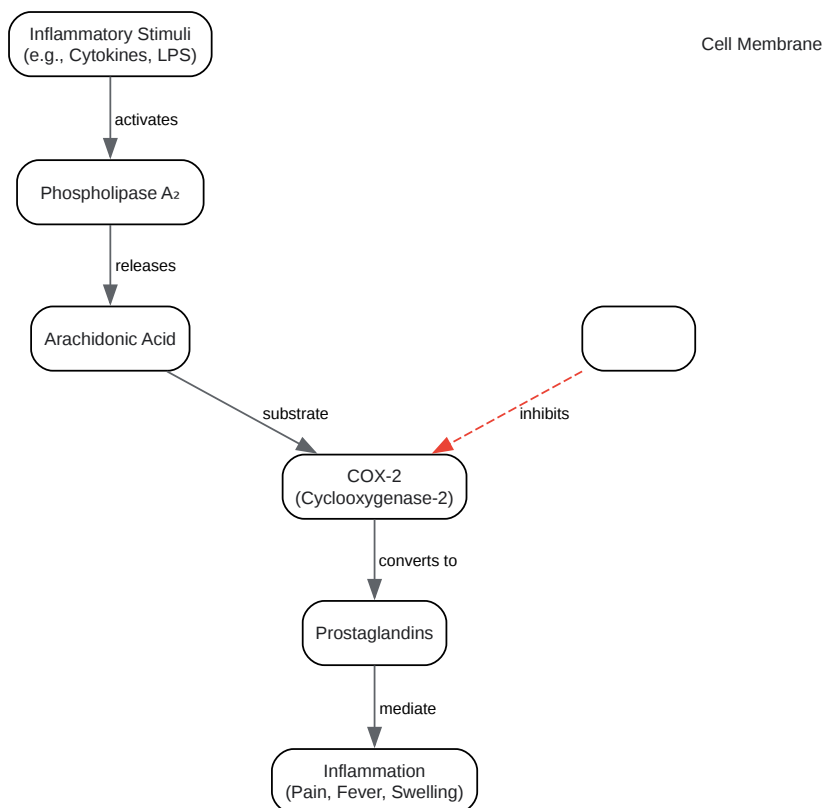 Inflammatory Stimuli
(e.g., Cytokines, LPS)
Cell Membrane
activates
Phospholipase A₂
releases
Arachidonic Acid
substrate
inhibits
COX-2
(Cyclooxygenase-2)
converts to
Prostaglandins
mediate
Inflammation
(Pain, Fever, Swelling)